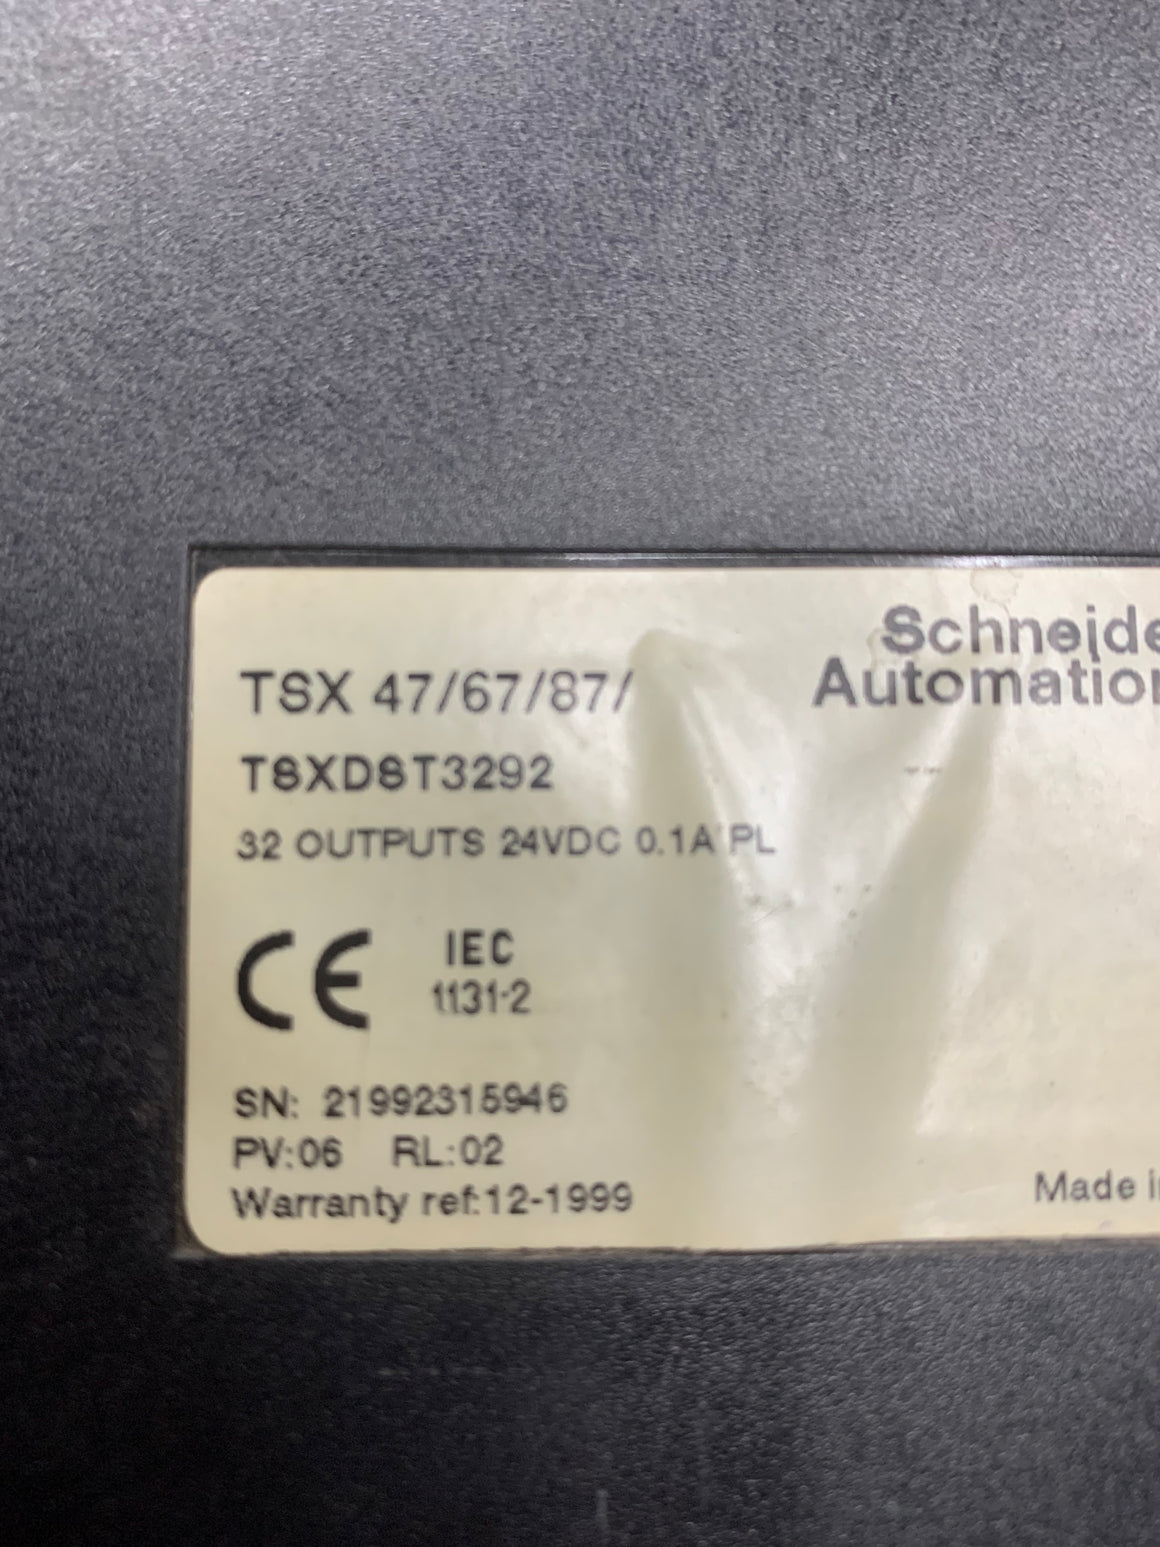 Schneide
Automation
TSX 47/67/87/
TSXDST3292
32 OUTPUTS 24VDC 0.1A PL
CE
IEC
1131-2
SN: 21992315946
PV:06 RL:02
Warranty ref:12-1999
Made i